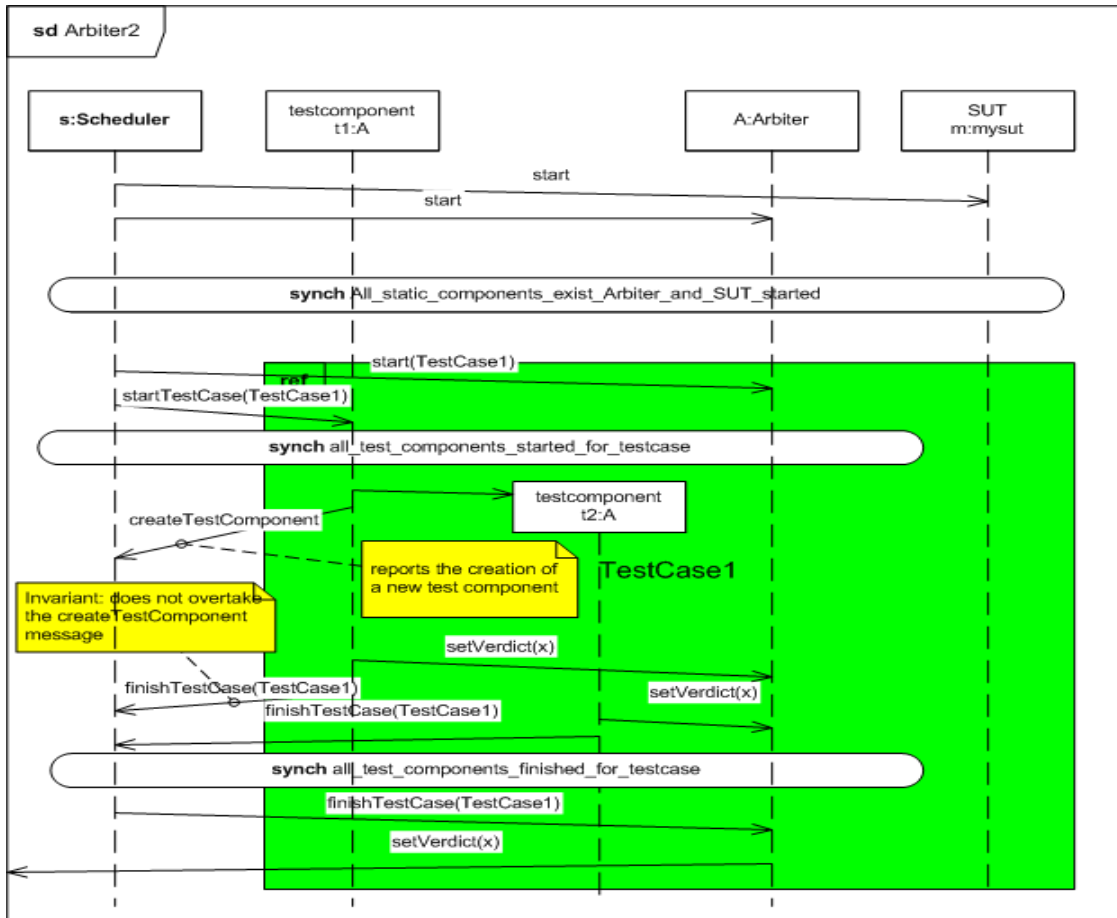 sd Arbiter2
s:Scheduler
testcomponent
t1:A
A:Arbiter
SUT
m:mysut
start
start
synch All_static_components_exist_Arbiter_and_SUT_started
start(TestCase1)
ref
startTestCase(TestCase1)
synch all_test_components_started_for_testcase
testcomponent
t2:A
createTestComponent
reports the creation of
a new test component
TestCase1
Invariant: does not overtake
the createTestComponent
message
setVerdict(x)
finishTestCase(TestCase1)
setVerdict(x)
finishTestCase(TestCase1)
synch all_test_components_finished_for_testcase
finishTestCase(TestCase1)
setVerdict(x)